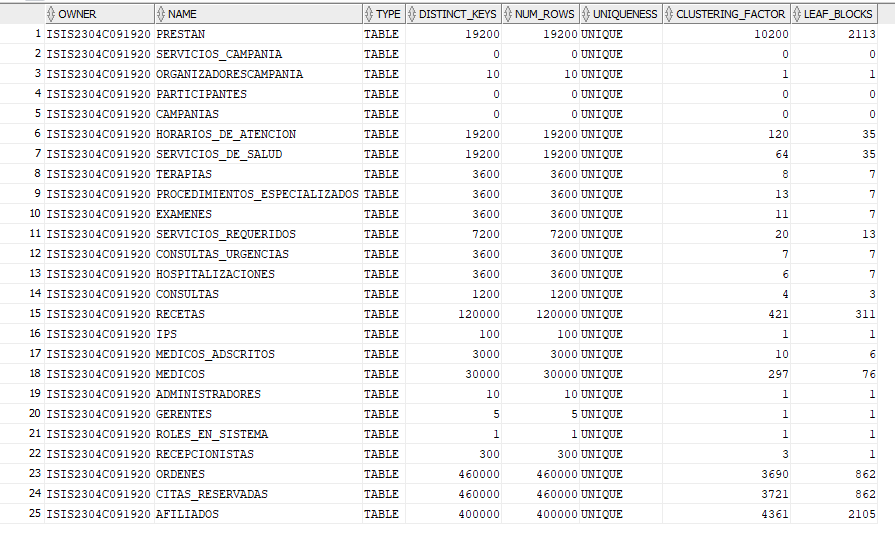 OWNER NAME TYPE DISTINCT_KEYS NUM_ROWS UNIQUENESS CLUSTERING_FACTOR LEAF_BLOCKS
1 ISIS2304C091920 PRESTAN TABLE 19200 19200 UNIQUE 10200 2113
2 ISIS2304C091920 SERVICIOS_CAMPANIA TABLE 0 0 UNIQUE 0 0
3 ISIS2304C091920 ORGANIZADORESCAMPANIA TABLE 10 10 UNIQUE 1 1
4 ISIS2304C091920 PARTICIPANTES TABLE 0 0 UNIQUE 0 0
5 ISIS2304C091920 CAMPANIAS TABLE 0 0 UNIQUE 0 0
6 ISIS2304C091920 HORARIOS_DE_ATENCION TABLE 19200 19200 UNIQUE 120 35
7 ISIS2304C091920 SERVICIOS_DE_SALUD TABLE 19200 19200 UNIQUE 64 35
8 ISIS2304C091920 TERAPIAS TABLE 3600 3600 UNIQUE 8 7
9 ISIS2304C091920 PROCEDIMIENTOS_ESPECIALIZADOS TABLE 3600 3600 UNIQUE 13 7
10 ISIS2304C091920 EXAMENES TABLE 3600 3600 UNIQUE 11 7
11 ISIS2304C091920 SERVICIOS_REQUERIDOS TABLE 7200 7200 UNIQUE 20 13
12 ISIS2304C091920 CONSULTAS_URGENCIAS TABLE 3600 3600 UNIQUE 7 7
13 ISIS2304C091920 HOSPITALIZACIONES TABLE 3600 3600 UNIQUE 6 7
14 ISIS2304C091920 CONSULTAS TABLE 1200 1200 UNIQUE 4 3
15 ISIS2304C091920 RECETAS TABLE 120000 120000 UNIQUE 421 311
16 ISIS2304C091920 IPS TABLE 100 100 UNIQUE 1 1
17 ISIS2304C091920 MEDICOS_ADSCRITOS TABLE 3000 3000 UNIQUE 10 6
18 ISIS2304C091920 MEDICOS TABLE 30000 30000 UNIQUE 297 76
19 ISIS2304C091920 ADMINISTRADORES TABLE 10 10 UNIQUE 1 1
20 ISIS2304C091920 GERENTES TABLE 5 5 UNIQUE 1 1
21 ISIS2304C091920 ROLES_EN_SISTEMA TABLE 1 1 UNIQUE 1 1
22 ISIS2304C091920 RECEPCIONISTAS TABLE 300 300 UNIQUE 3 1
23 ISIS2304C091920 ORDENES TABLE 460000 460000 UNIQUE 3690 862
24 ISIS2304C091920 CITAS_RESERVADAS TABLE 460000 460000 UNIQUE 3721 862
25 ISIS2304C091920 AFILIADOS TABLE 400000 400000 UNIQUE 4361 2105